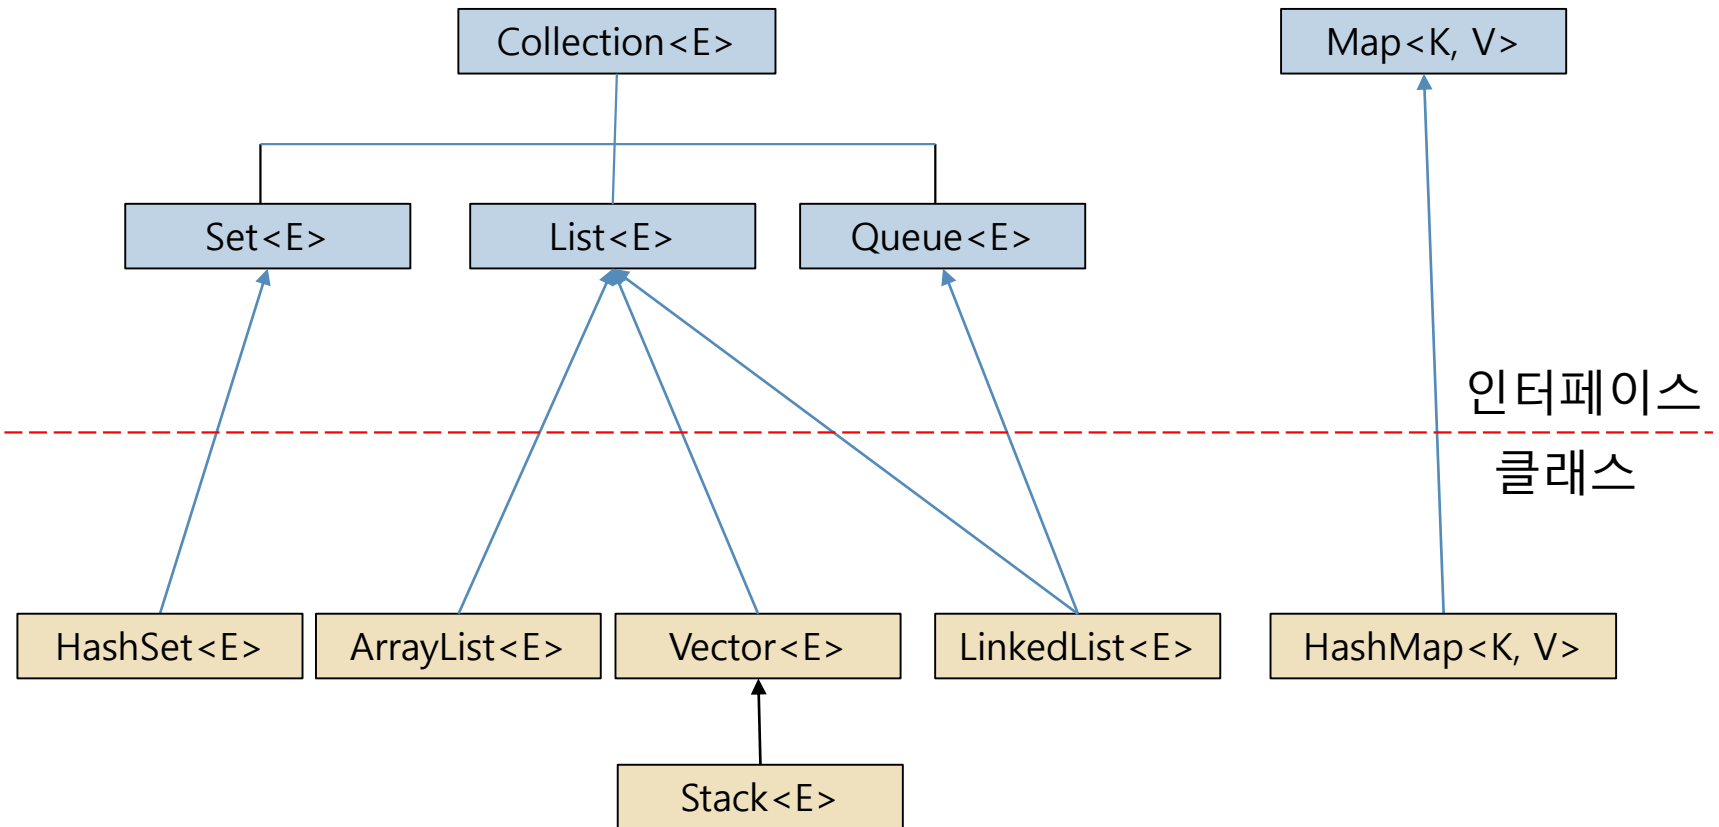 Collection<E>
Map<K, V>
Set<E>
List<E>
Queue<E>
인터페이스
클래스
HashSet<E>
ArrayList<E>
Vector<E>
LinkedList<E>
HashMap<K, V>
Stack<E>